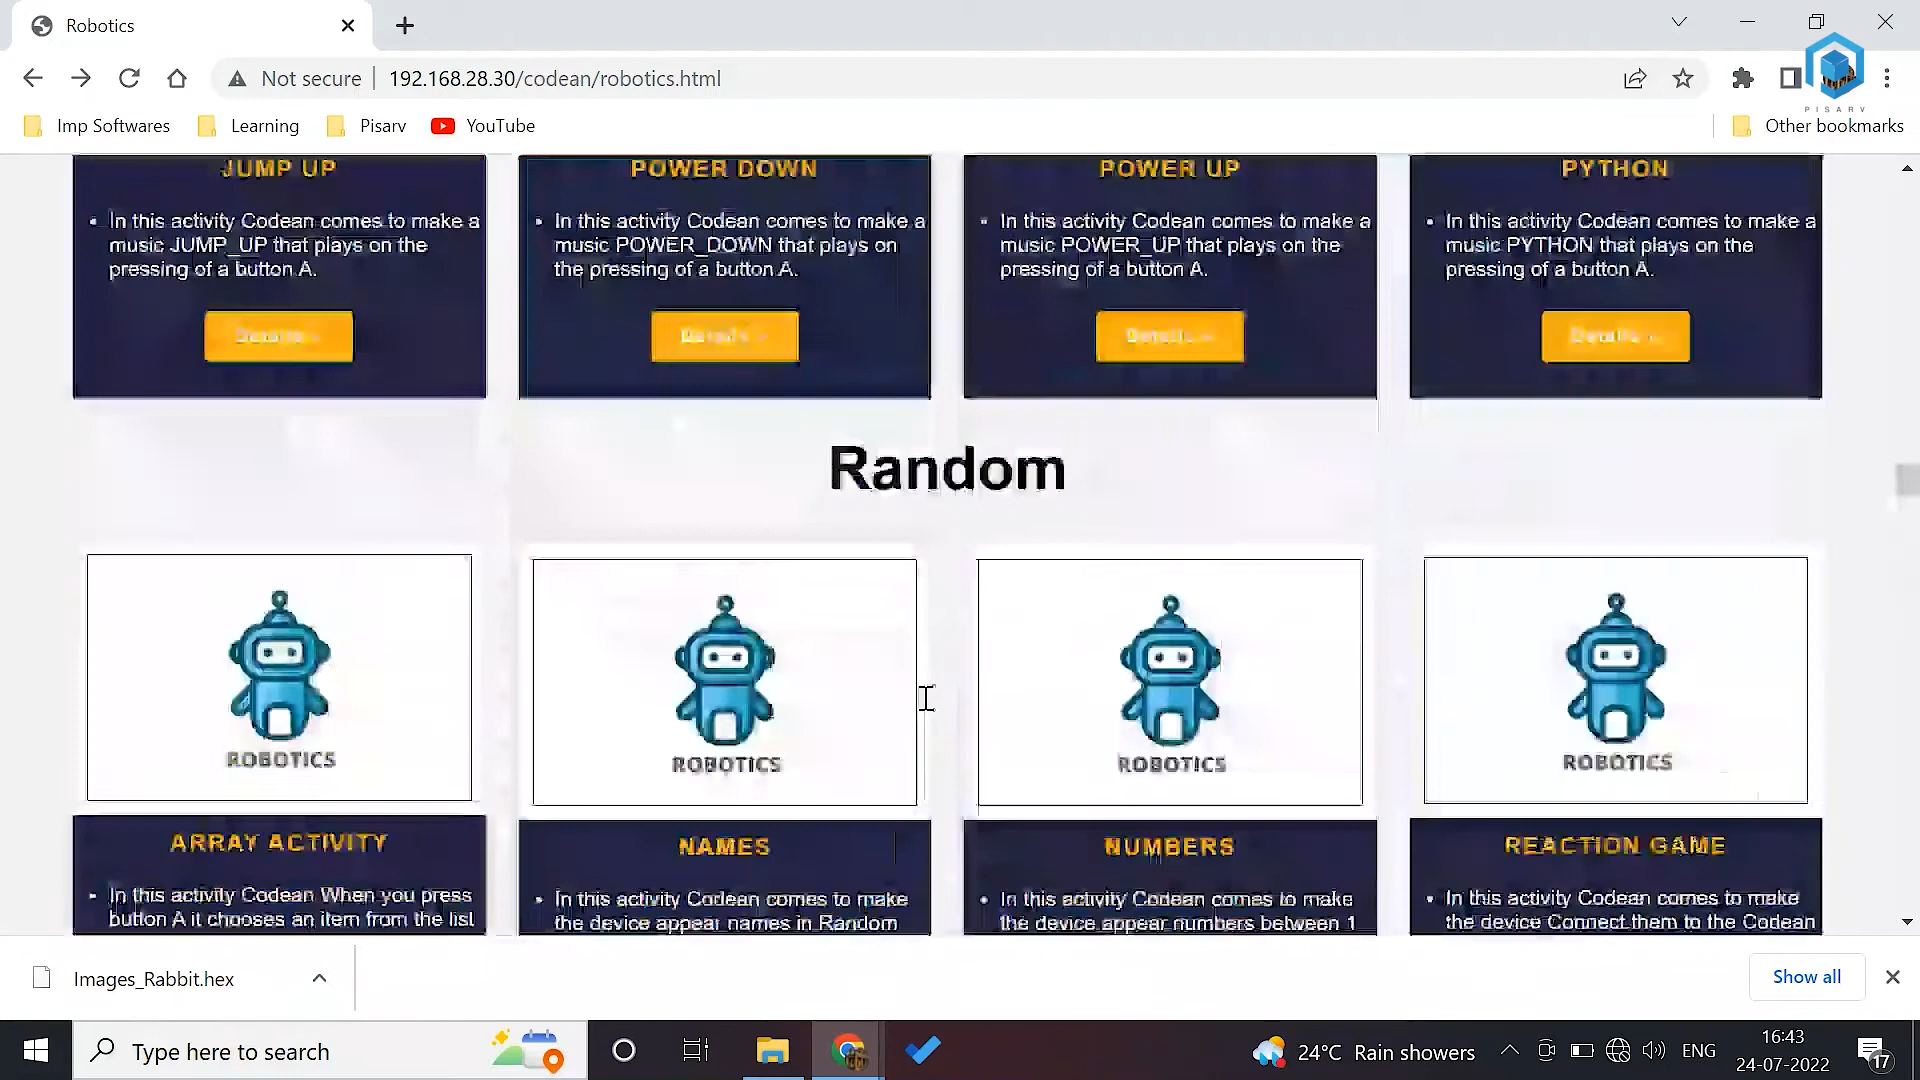 Robotics
Not secure
192.168.28.30/codean/robotics.html
PISARV
Imp Softwares
Learning
Pisarv
YouTube
Other bookmarks
JUMP UP
In this activity Codean comes to make a
music JUMP_UP that plays on the
pressing of a button A.
Details
POWER DOWN
In this activity Codean comes to make a
music POWER_DOWN that plays on
the pressing of a button A.
Details
POWER UP
In this activity Codean comes to make a
music POWER_UP that plays on the
pressing of a button A.
Details
PYTHON
In this activity Codean comes to make a
music PYTHON that plays on the
pressing of a button A.
Details
Random
ROBOTICS
ROBOTICS
ROBOTICS
ROBOTICS
ARRAY ACTIVITY
In this activity Codean When you press
button A it chooses an item from the list
NAMES
In this activity Codean comes to make
the device appear names in Random
NUMBERS
In this activity Codean comes to make
the device appear numbers between 1
REACTION GAME
In this activity Codean comes to make
the device Connect them to the Codean
Images_Rabbit.hex
Show all
Type here to search
24°C Rain showers
ENG
16:43
24-07-2022
17